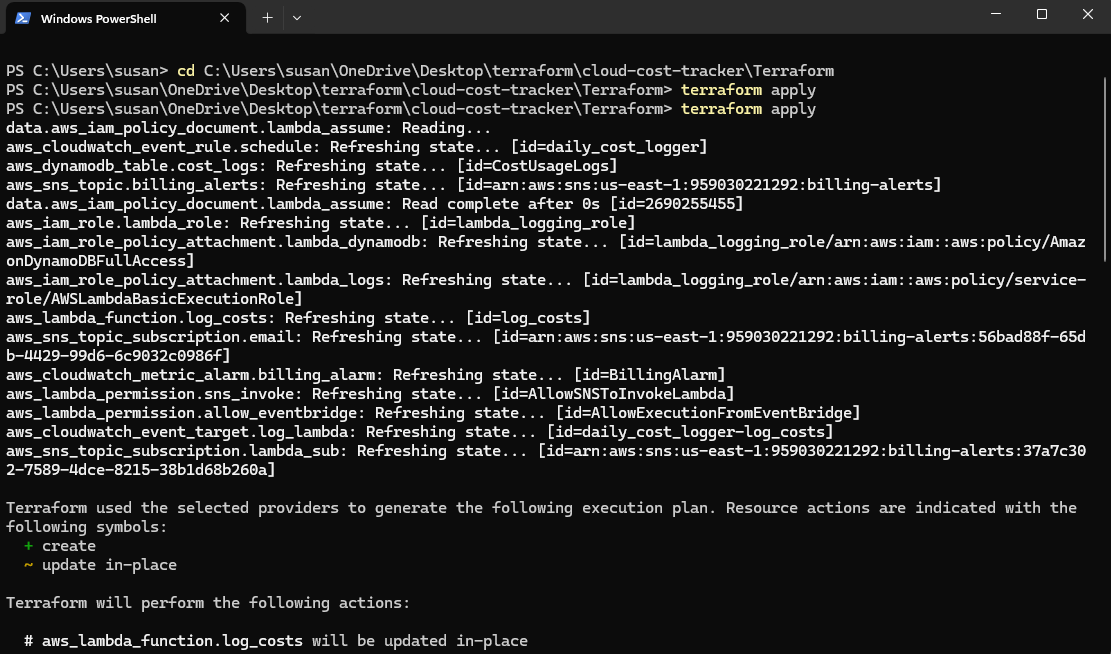 Windows PowerShell
PS C:\Users\susan> cd C:\Users\susan\OneDrive\Desktop\terraform\cloud-cost-tracker\Terraform
PS C:\Users\susan\OneDrive\Desktop\terraform\cloud-cost-tracker\Terraform> terraform apply
PS C:\Users\susan\OneDrive\Desktop\terraform\cloud-cost-tracker\Terraform> terraform apply
data.aws_iam_policy_document.lambda_assume: Reading...
aws_cloudwatch_event_rule.schedule: Refreshing state... [id=daily_cost_logger]
aws_dynamodb_table.cost_logs: Refreshing state... [id=CostUsageLogs]
aws_sns_topic.billing_alerts: Refreshing state... [id=arn:aws:sns:us-east-1:959030221292:billing-alerts]
data.aws_iam_policy_document.lambda_assume: Read complete after 0s [id=2690255455]
aws_iam_role.lambda_role: Refreshing state... [id=lambda_logging_role]
aws_iam_role_policy_attachment.lambda_dynamodb: Refreshing state... [id=lambda_logging_role/arn:aws:iam::aws:policy/Amaz
onDynamoDBFullAccess]
aws_iam_role_policy_attachment.lambda_logs: Refreshing state... [id=lambda_logging_role/arn:aws:iam::aws:policy/service-
role/AWSLambdaBasicExecutionRole]
aws_lambda_function.log_costs: Refreshing state... [id=log_costs]
aws_sns_topic_subscription.email: Refreshing state... [id=arn:aws:sns:us-east-1:959030221292:billing-alerts:56bad88f-65d
b-4429-99d6-6c9032c0986f]
aws_cloudwatch_metric_alarm.billing_alarm: Refreshing state... [id=BillingAlarm]
aws_lambda_permission.sns_invoke: Refreshing state... [id=AllowSNSToInvokeLambda]
aws_lambda_permission.allow_eventbridge: Refreshing state... [id=AllowExecutionFromEventBridge]
aws_cloudwatch_event_target.log_lambda: Refreshing state... [id=daily_cost_logger-log_costs]
aws_sns_topic_subscription.lambda_sub: Refreshing state... [id=arn:aws:sns:us-east-1:959030221292:billing-alerts:37a7c30
2-7589-4dce-8215-38b1d68b260a]
Terraform used the selected providers to generate the following execution plan. Resource actions are indicated with the
following symbols:
+ create
~ update in-place
Terraform will perform the following actions:
# aws_lambda_function.log_costs will be updated in-place